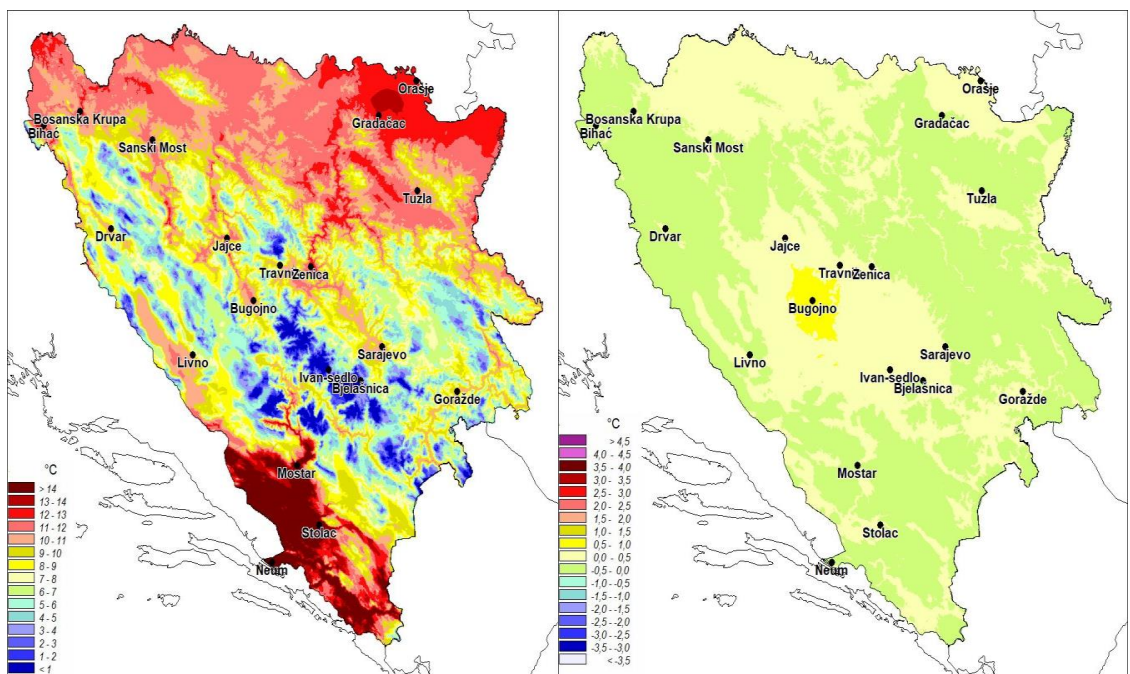 Orašje
Gradačac
Bosanska Krupa
Bihać
Sanski Most
Tuzla
Drvar
Jajce
Travnik
Zenica
Bugojno
Livno
Sarajevo
Ivan-sedlo
Bjelašnica
Goražde
Mostar
Stolac
Neum
°C
> 14
13 - 14
12 - 13
11 - 12
10 - 11
9 - 10
8 - 9
7 - 8
6 - 7
5 - 6
4 - 5
3 - 4
2 - 3
1 - 2
< 1
Orašje
Gradačac
Bosanska Krupa
Bihać
Sanski Most
Tuzla
Drvar
Jajce
Travnik
Zenica
Bugojno
Livno
Sarajevo
Ivan-sedlo
Bjelašnica
Goražde
Mostar
Stolac
Neum
°C
> 4,5
4,0 - 4,5
3,5 - 4,0
3,5 - 4,0
3,0 - 3,5
2,5 - 3,0
2,0 - 2,5
1,5 - 2,0
1,0 - 1,5
0,5 - 1,0
0,0 - 0,5
-0,5 - 0,0
-1,0 - -0,5
-1,5 - -1,0
-2,0 - -1,5
-2,5 - -2,0
-3,0 - -2,5
-3,5 - -3,0
< -3,5